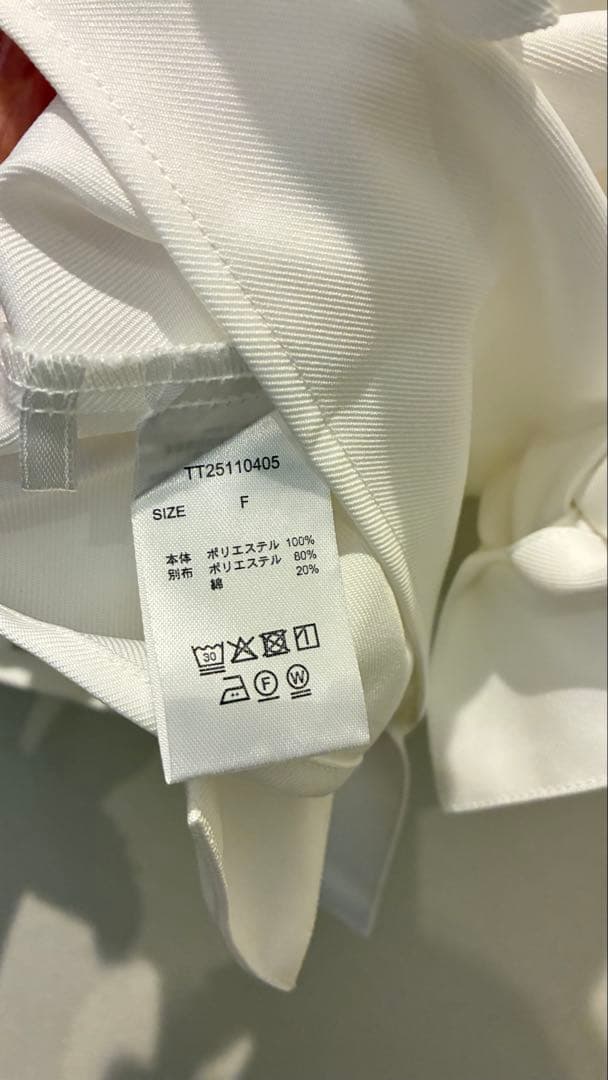 TT25110405
SIZE F
本体 ポリエステル 100%
別布 ポリエステル 80%
綿 20%
30
F W